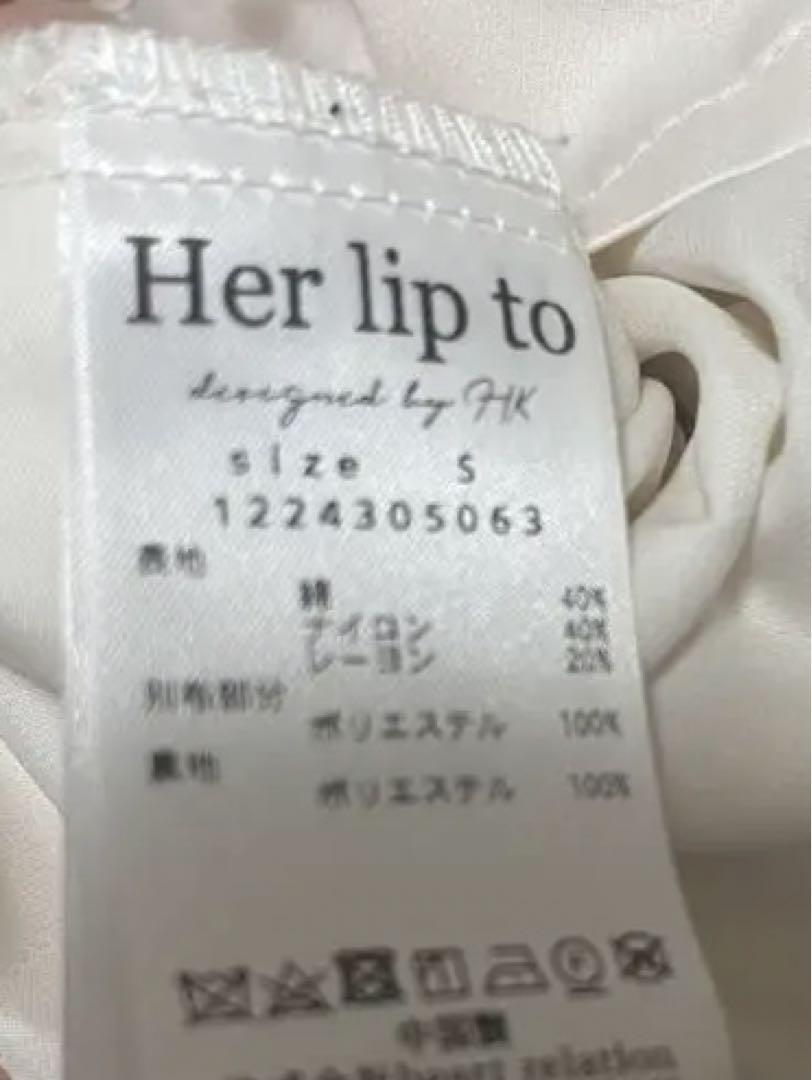 Her lip to
designed by HK
size S
1224305063
表地
綿 40%
ナイロン 40%
レーヨン 20%
別布部分
ポリエステル 100%
裏地
ポリエステル 100%
中国製
heart relation